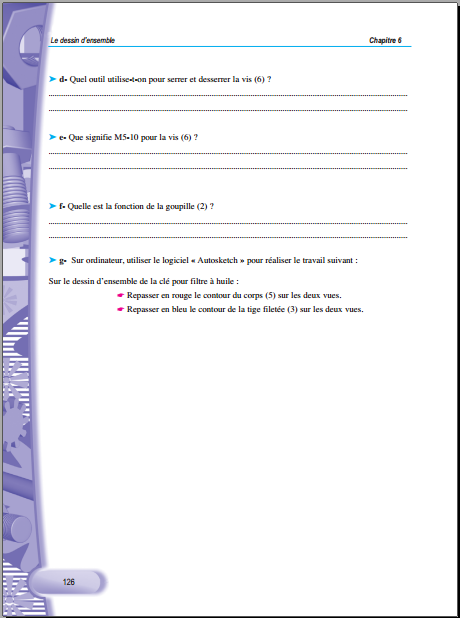 Le dessin d'ensemble
Chapitre 6
➤ d- Quel outil utilise-t-on pour serrer et desserrer la vis (6) ?
➤ e- Que signifie M5-10 pour la vis (6) ?
➤ f- Quelle est la fonction de la goupille (2) ?
➤ g- Sur ordinateur, utiliser le logiciel « Autosketch » pour réaliser le travail suivant :
Sur le dessin d'ensemble de la clé pour filtre à huile :
☛ Repasser en rouge le contour du corps (5) sur les deux vues.
☛ Repasser en bleu le contour de la tige filetée (3) sur les deux vues.
126